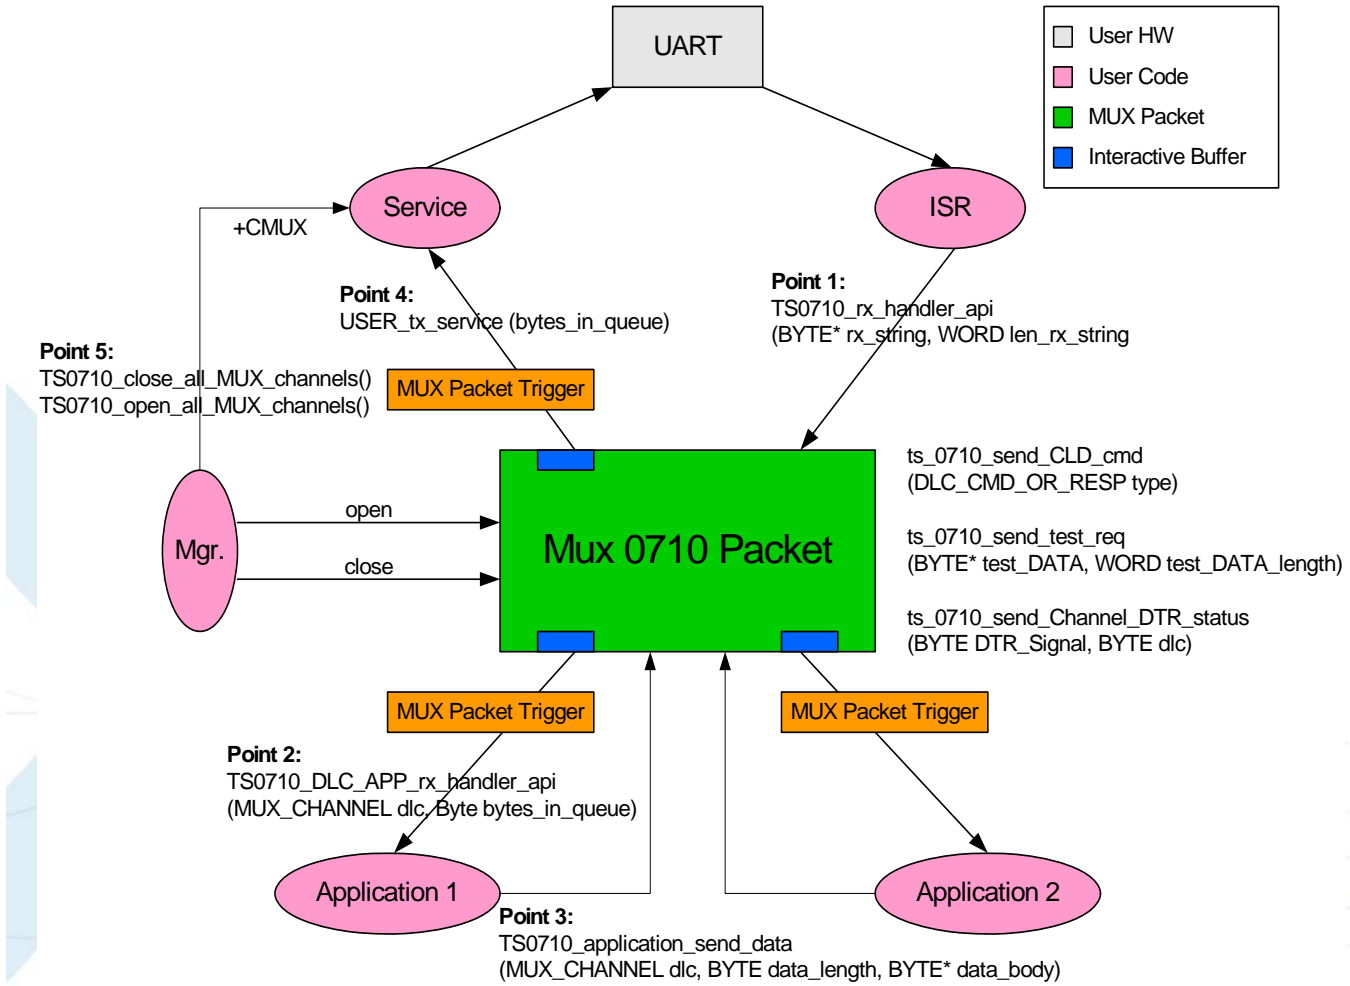 UART
User HW
User Code
MUX Packet
Interactive Buffer
Service
ISR
+CMUX
Point 1:
TS0710_rx_handler_api
(BYTE* rx_string, WORD len_rx_string
Point 4:
USER_tx_service (bytes_in_queue)
Point 5:
TS0710_close_all_MUX_channels()
TS0710_open_all_MUX_channels()
MUX Packet Trigger
ts_0710_send_CLD_cmd
(DLC_CMD_OR_RESP type)
ts_0710_send_test_req
(BYTE* test_DATA, WORD test_DATA_length)
ts_0710_send_Channel_DTR_status
(BYTE DTR_Signal, BYTE dlc)
Mgr.
open
close
Mux 0710 Packet
MUX Packet Trigger
MUX Packet Trigger
Point 2:
TS0710_DLC_APP_rx_handler_api
(MUX_CHANNEL dlc, Byte bytes_in_queue)
Application 1
Application 2
Point 3:
TS0710_application_send_data
(MUX_CHANNEL dlc, BYTE data_length, BYTE* data_body)